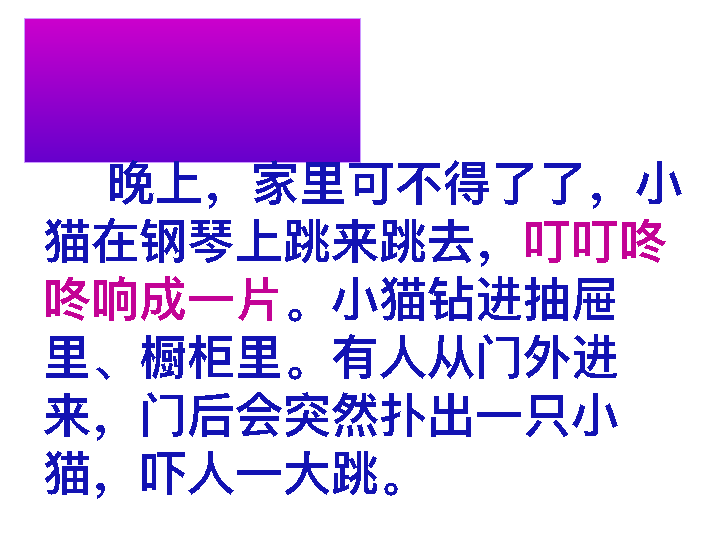 晚上，家里可不得了了，小
猫在钢琴上跳来跳去，叮叮咚
咚响成一片。小猫钻进抽屉
里、橱柜里。有人从门外进
来，门后会突然扑出一只小
猫，吓人一大跳。